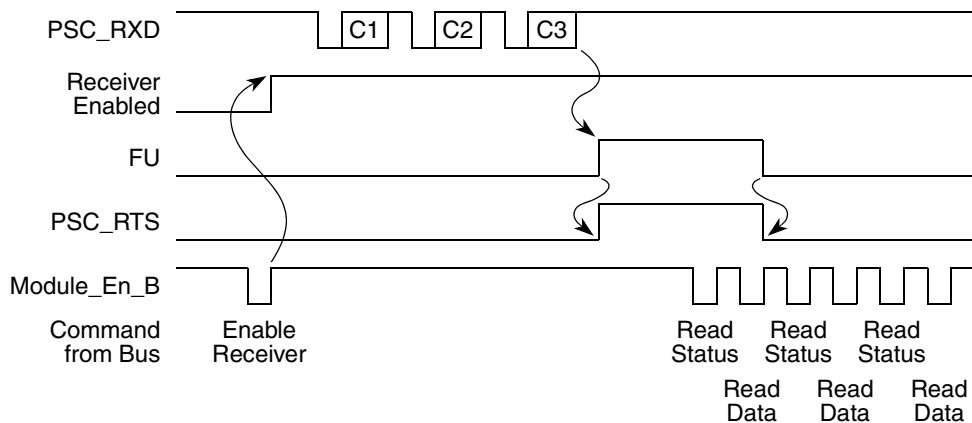 PSC_RXD C1 C2 C3
Receiver
Enabled
FU
PSC_RTS
Module_En_B
Command Enable Read Read Read
from Bus Receiver Status Status Status
Read Read Read
Data Data Data